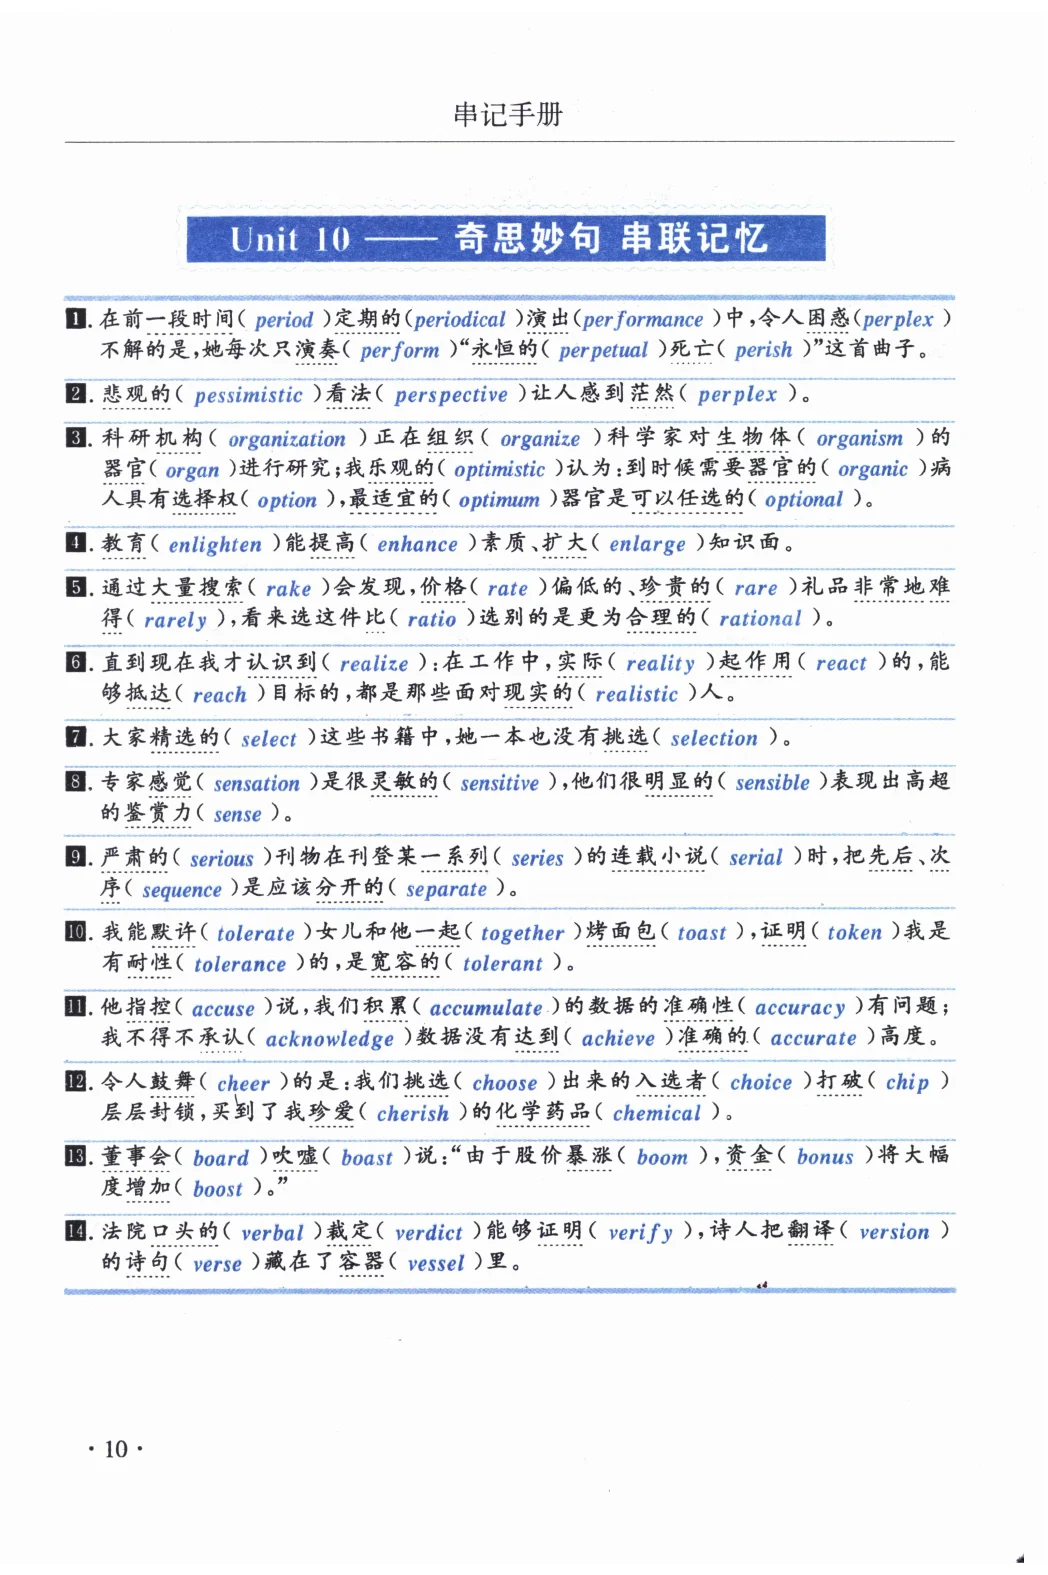 串记手册
Unit 10 —— 奇思妙句 串联记忆
1. 在前一段时间( period )定期的(periodical )演出(performance )中,令人困惑(perplex )
不解的是,她每次只演奏( perform )“永恒的( perpetual )死亡( perish )”这首曲子。
2. 悲观的( pessimistic )看法( perspective )让人感到茫然( perplex )。
3. 科研机构( organization )正在组织( organize )科学家对生物体( organism )的
器官( organ )进行研究;我乐观的( optimistic )认为:到时候需要器官的( organic )病
人具有选择权( option ),最适宜的( optimum )器官是可以任选的( optional )。
4. 教育( enlighten )能提高( enhance )素质、扩大( enlarge )知识面。
5. 通过大量搜索( rake )会发现,价格( rate )偏低的、珍贵的( rare )礼品非常地难
得( rarely ),看来选这件比( ratio )选别的是更为合理的( rational )。
6. 直到现在我才认识到( realize ):在工作中,实际( reality )起作用( react )的,能
够抵达( reach )目标的,都是那些面对现实的( realistic )人。
7. 大家精选的( select )这些书籍中,她一本也没有挑选( selection )。
8. 专家感觉( sensation )是很灵敏的( sensitive ),他们很明显的( sensible )表现出高超
的鉴赏力( sense )。
9. 严肃的( serious )刊物在刊登某一系列( series )的连载小说( serial )时,把先后、次
序( sequence )是应该分开的( separate )。
10. 我能默许( tolerate )女儿和他一起( together )烤面包( toast ),证明( token )我是
有耐性( tolerance )的,是宽容的( tolerant )。
11. 他指控( accuse )说,我们积累( accumulate )的数据的准确性( accuracy )有问题;
我不得不承认( acknowledge )数据没有达到( achieve )准确的( accurate )高度。
12. 令人鼓舞( cheer )的是:我们挑选( choose )出来的入选者( choice )打破( chip )
层层封锁,买到了我珍爱( cherish )的化学药品( chemical )。
13. 董事会( board )吹嘘( boast )说:“由于股价暴涨( boom ),资金( bonus )将大幅
度增加( boost )。”
14. 法院口头的( verbal )裁定( verdict )能够证明( verify ),诗人把翻译( version )
的诗句( verse )藏在了容器( vessel )里。
· 10 ·